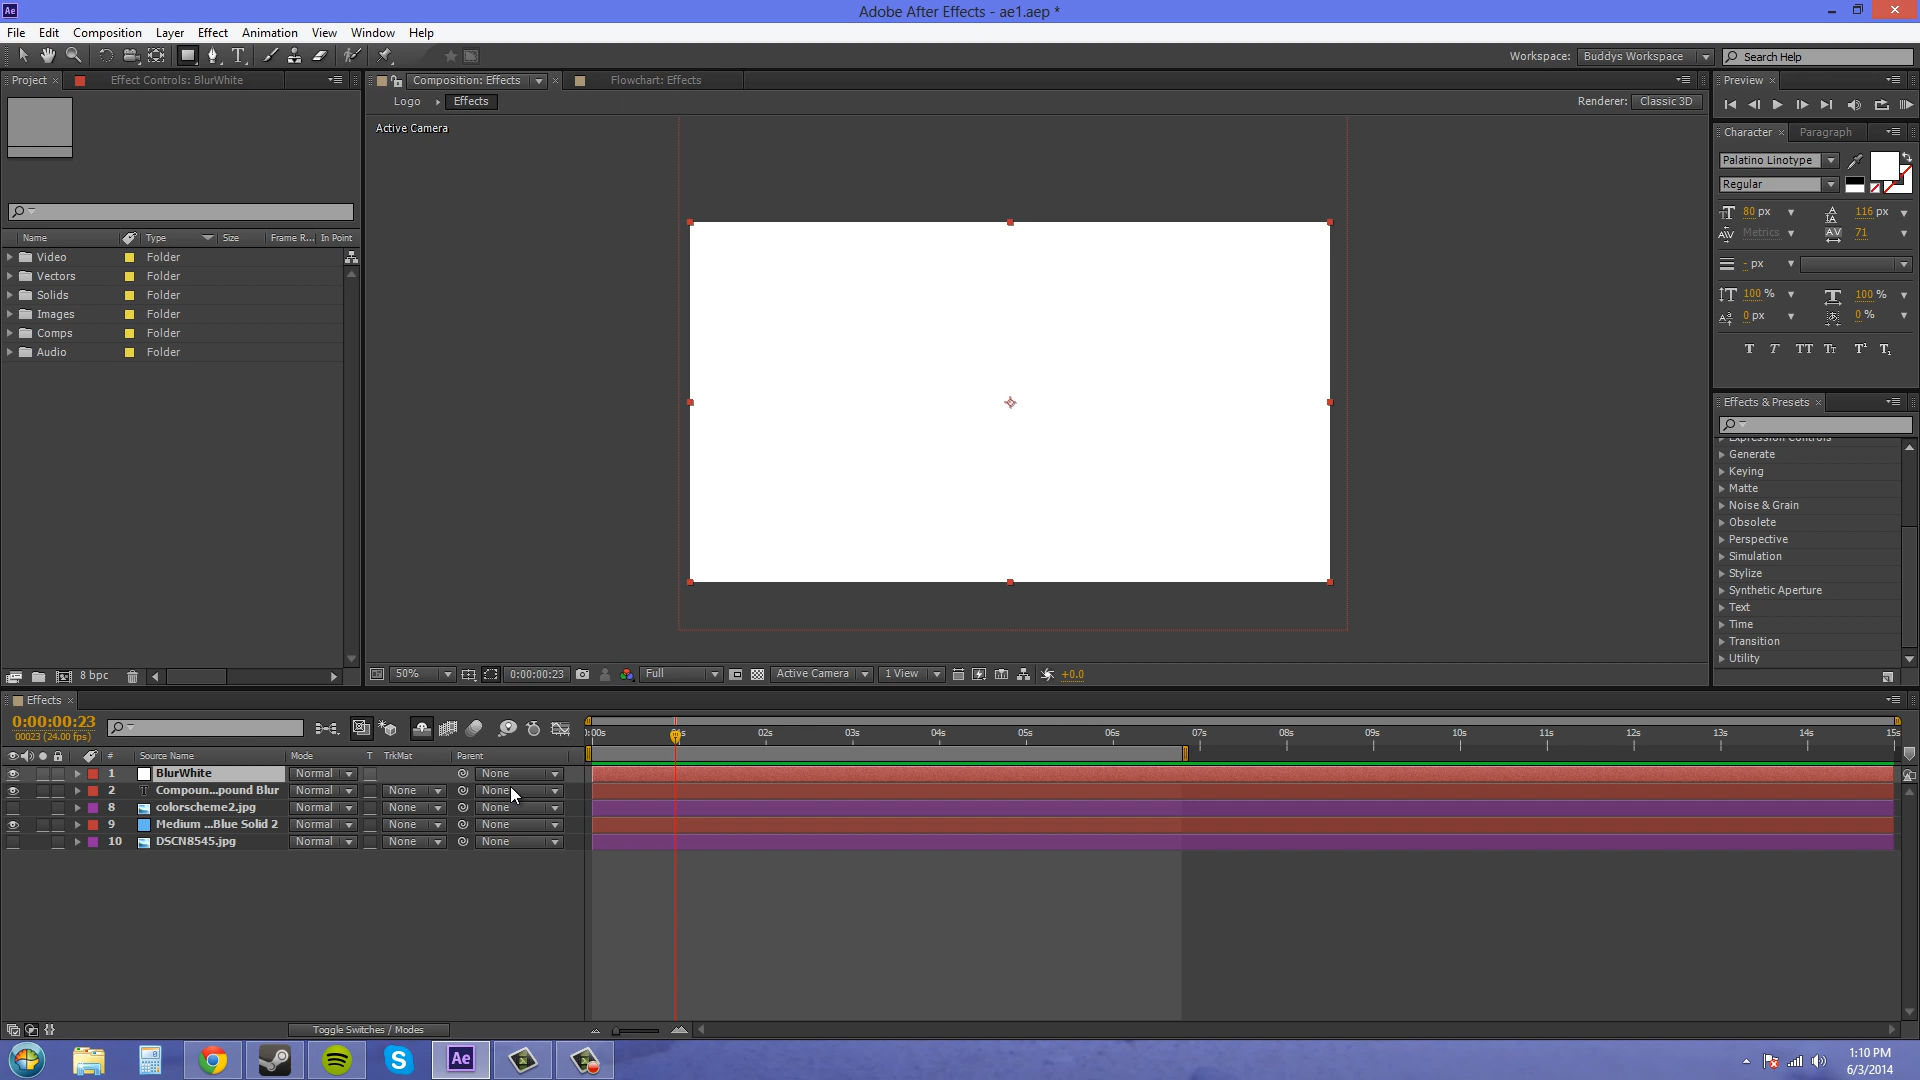 Ae
Adobe After Effects - ae1.aep *
File Edit Composition Layer Effect Animation View Window Help
Workspace: Buddys Workspace Search Help
Project × Effect Controls: BlurWhite Composition: Effects × Flowchart: Effects Preview ×
Logo Effects Renderer: Classic 3D
Active Camera
Character × Paragraph
Palatino Linotype
Regular
80 px 116 px
Metrics 71
- px
100 % 100 %
0 px 0 %
T T TT Tt T¹ T₁
Name Type Size Frame R... In Point
Video Folder
Vectors Folder
Solids Folder
Images Folder
Comps Folder
Audio Folder
Effects & Presets ×
Expression Controls
Generate
Keying
Matte
Noise & Grain
Obsolete
Perspective
Simulation
Stylize
Synthetic Aperture
Text
Time
Transition
Utility
8 bpc 50% 0:00:00:23 Full Active Camera 1 View +0.0
Effects ×
0:00:00:23
00023 (24.00 fps)
:00s 02s 03s 04s 05s 06s 07s 08s 09s 10s 11s 12s 13s 14s 15s
# Source Name Mode T TrkMat Parent
1 BlurWhite Normal None
2 T Compoun...pound Blur Normal None None
8 colorscheme2.jpg Normal None None
9 Medium ...Blue Solid 2 Normal None None
10 DSCN8545.jpg Normal None None
Toggle Switches / Modes
Ae
1:10 PM
6/3/2014